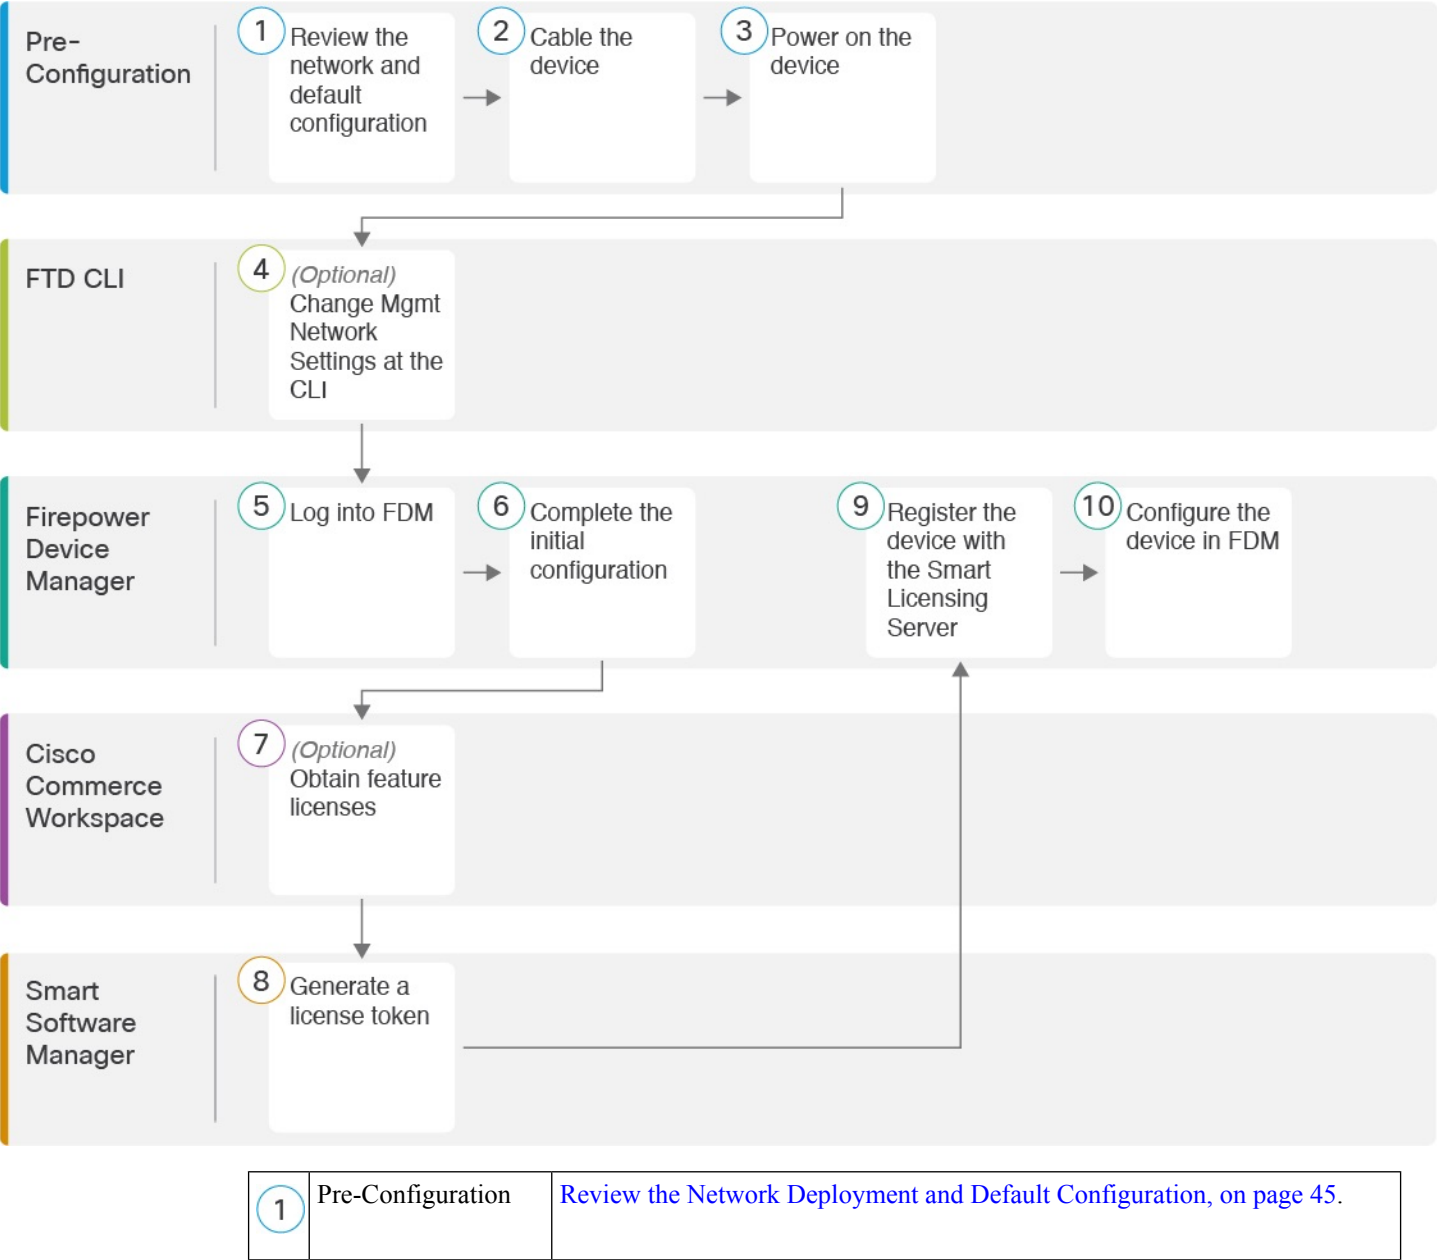 Pre-
Configuration
1
Review the
network and
default
configuration
2
Cable the
device
3
Power on the
device
FTD CLI
4
(Optional)
Change Mgmt
Network
Settings at the
CLI
Firepower
Device
Manager
5
Log into FDM
6
Complete the
initial
configuration
9
Register the
device with
the Smart
Licensing
Server
10
Configure the
device in FDM
Cisco
Commerce
Workspace
7
(Optional)
Obtain feature
licenses
Smart
Software
Manager
8
Generate a
license token
1
Pre-Configuration
Review the Network Deployment and Default Configuration, on page 45.